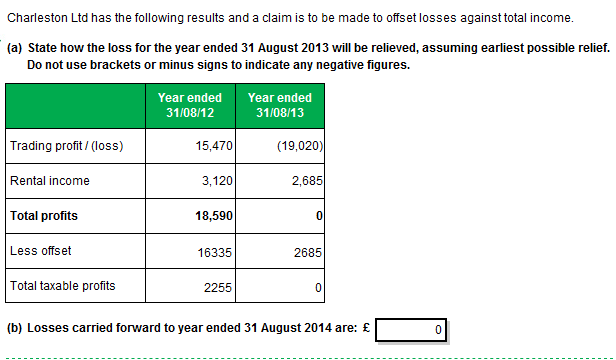 Charleston Ltd has the following results and a claim is to be made to offset losses against total income.
(a) State how the loss for the year ended 31 August 2013 will be relieved, assuming earliest possible relief.
Do not use brackets or minus signs to indicate any negative figures.
Year ended 31/08/12 Year ended 31/08/13
Trading profit / (loss) 15,470 (19,020)
Rental income 3,120 2,685
Total profits 18,590 0
Less offset 16335 2685
Total taxable profits 2255 0
(b) Losses carried forward to year ended 31 August 2014 are: £ 0